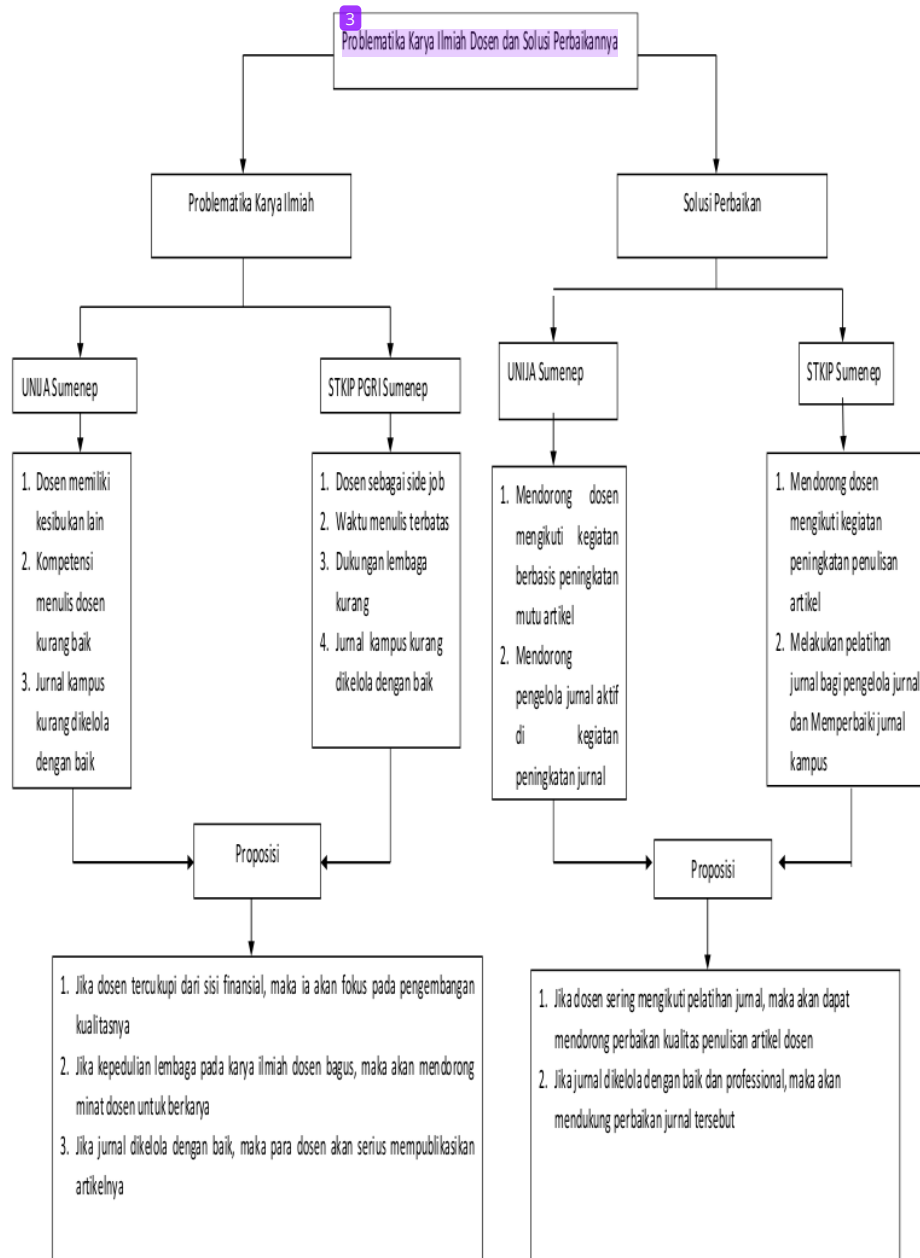 3
Problematika Karya Ilmiah Dosen dan Solusi Perbaikannya
Problematika Karya Ilmiah
Solusi Perbaikan
UNIJA Sumenep
STKIP PGRI Sumenep
UNIJA Sumenep
STKIP Sumenep
1. Dosen memiliki
kesibukan lain
2. Kompetensi
menulis dosen
kurang baik
3. Jurnal kampus
kurang dikelola
dengan baik
1. Dosen sebagai side job
2. Waktu menulis terbatas
3. Dukungan lembaga
kurang
4. Jurnal kampus kurang
dikelola dengan baik
1. Mendorong dosen
mengikuti kegiatan
berbasis peningkatan
mutu artikel
2. Mendorong
pengelola jurnal aktif
di kegiatan
peningkatan jurnal
1. Mendorong dosen
mengikuti kegiatan
peningkatan penulisan
artikel
2. Melakukan pelatihan
jurnal bagi pengelola jurnal
dan Memperbaiki jurnal
kampus
Proposisi
Proposisi
1. Jika dosen tercukupi dari sisi finansial, maka ia akan fokus pada pengembangan
kualitasnya
2. Jika kepedulian lembaga pada karya ilmiah dosen bagus, maka akan mendorong
minat dosen untuk berkarya
3. Jika jurnal dikelola dengan baik, maka para dosen akan serius mempublikasikan
artikelnya
1. Jika dosen sering mengikuti pelatihan jurnal, maka akan dapat
mendorong perbaikan kualitas penulisan artikel dosen
2. Jika jurnal dikelola dengan baik dan professional, maka akan
mendukung perbaikan jurnal tersebut